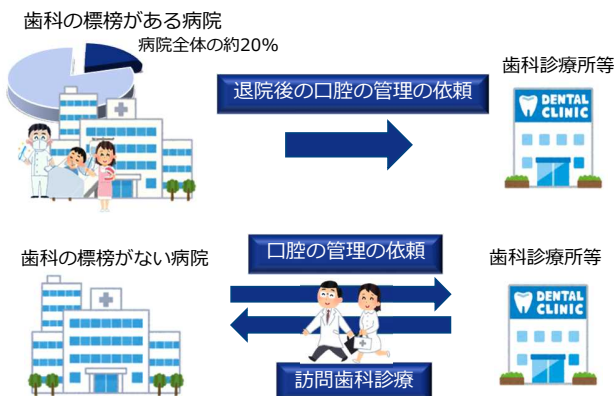 歯科の標榜がある病院
病院全体の約20%
退院後の口腔の管理の依頼
歯科診療所等
DENTAL
CLINIC
歯科の標榜がない病院
口腔の管理の依頼
訪問歯科診療
歯科診療所等
DENTAL
CLINIC